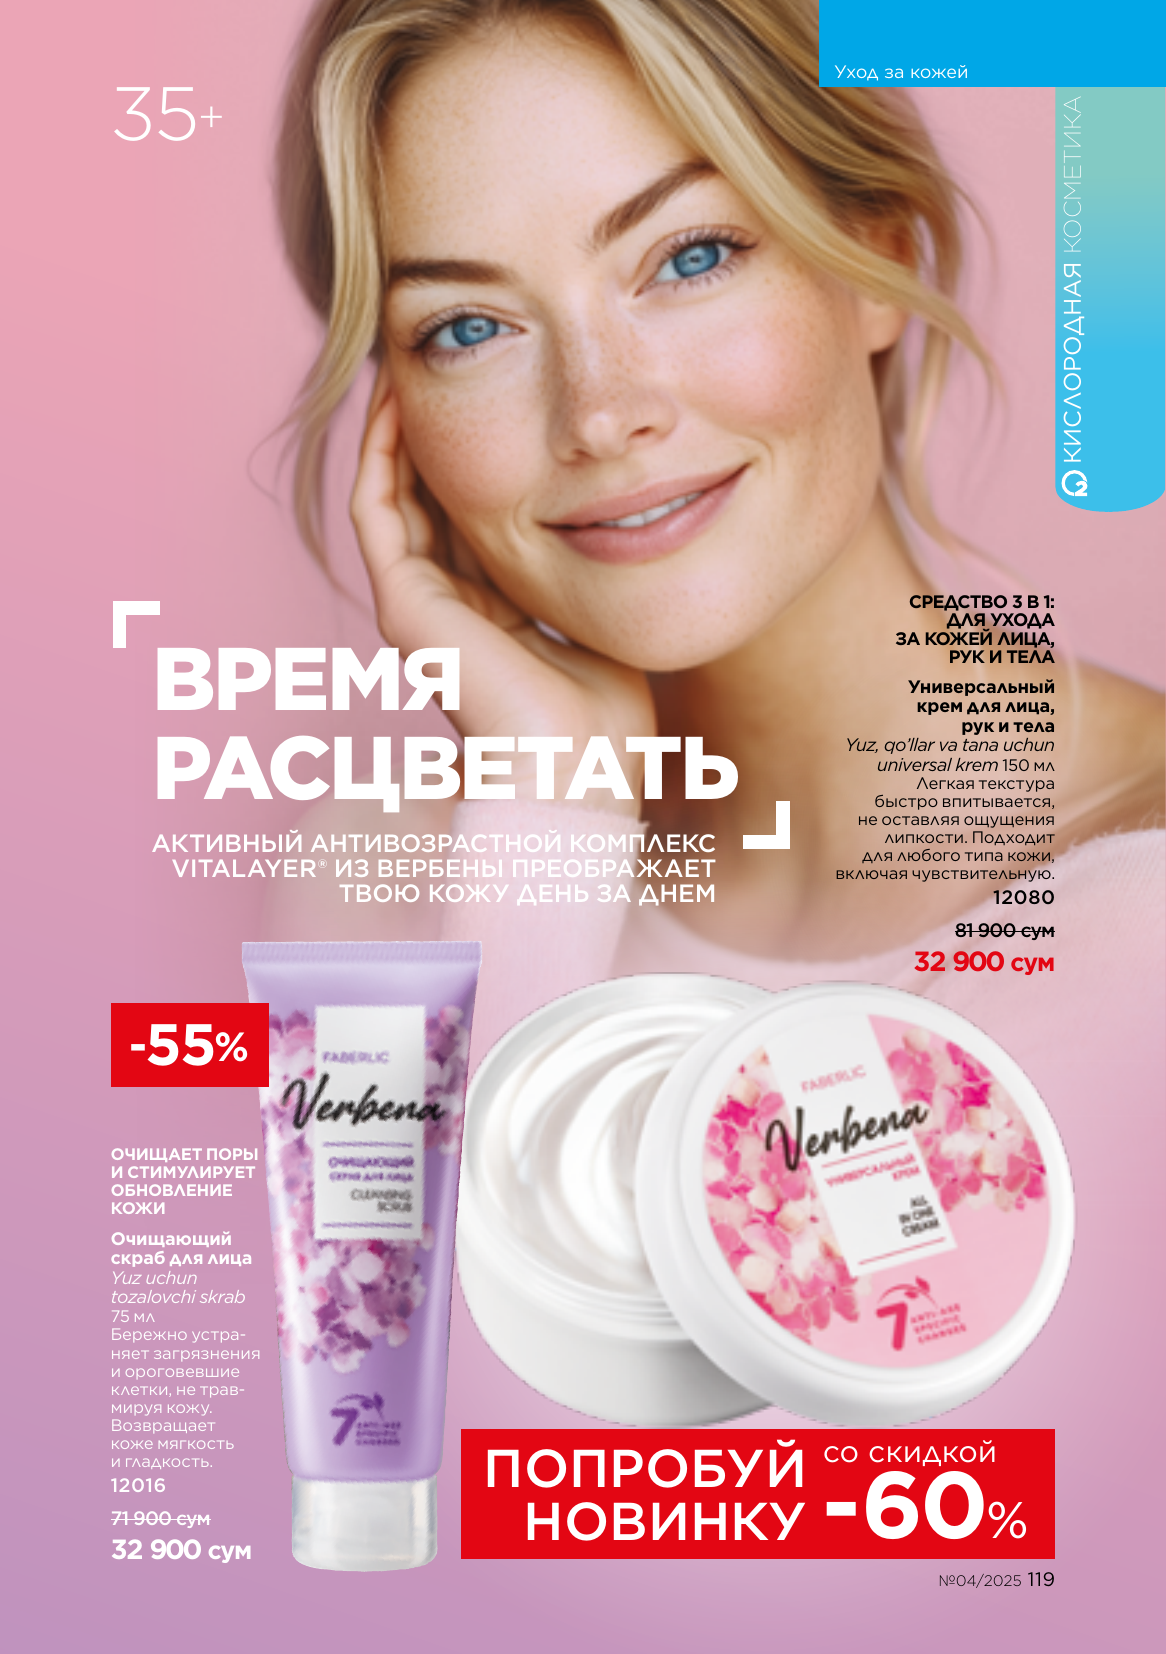 Уход за кожей
35+
КИСЛОРОДНАЯ КОСМЕТИКА
ВРЕМЯ
РАСЦВЕТАТЬ
АКТИВНЫЙ АНТИВОЗРАСТНОЙ КОМПЛЕКС
VITALAYER® ИЗ ВЕРБЕНЫ ПРЕОБРАЖАЕТ
ТВОЮ КОЖУ ДЕНЬ ЗА ДНЕМ
СРЕДСТВО 3 В 1:
ДЛЯ УХОДА
ЗА КОЖЕЙ ЛИЦА,
РУК И ТЕЛА
Универсальный
крем для лица,
рук и тела
Yuz, qo'llar va tana uchun
universal krem 150 мл
Легкая текстура
быстро впитывается,
не оставляя ощущения
липкости. Подходит
для любого типа кожи,
включая чувствительную.
12080
81 900 сум
32 900 сум
-55%
ОЧИЩАЕТ ПОРЫ
И СТИМУЛИРУЕТ
ОБНОВЛЕНИЕ
КОЖИ
Очищающий
скраб для лица
Yuz uchun
tozalovchi skrab
75 мл
Бережно устра-
няет загрязнения
и ороговевшие
клетки, не трав-
мируя кожу.
Возвращает
коже мягкость
и гладкость.
12016
71 900 сум
32 900 сум
FABERLIC
Verbena
ОЧИЩАЮЩИЙ
СКРАБ ДЛЯ ЛИЦА
CLEANSING
SCRUB
7 ANTI-AGE
SPECIFIC
CHANGES
FABERLIC
Verbena
УНИВЕРСАЛЬНЫЙ
КРЕМ
ALL
IN ONE
CREAM
7 ANTI-AGE
SPECIFIC
CHANGES
ПОПРОБУЙ
НОВИНКУ
СО СКИДКОЙ
-60%
№04/2025 119